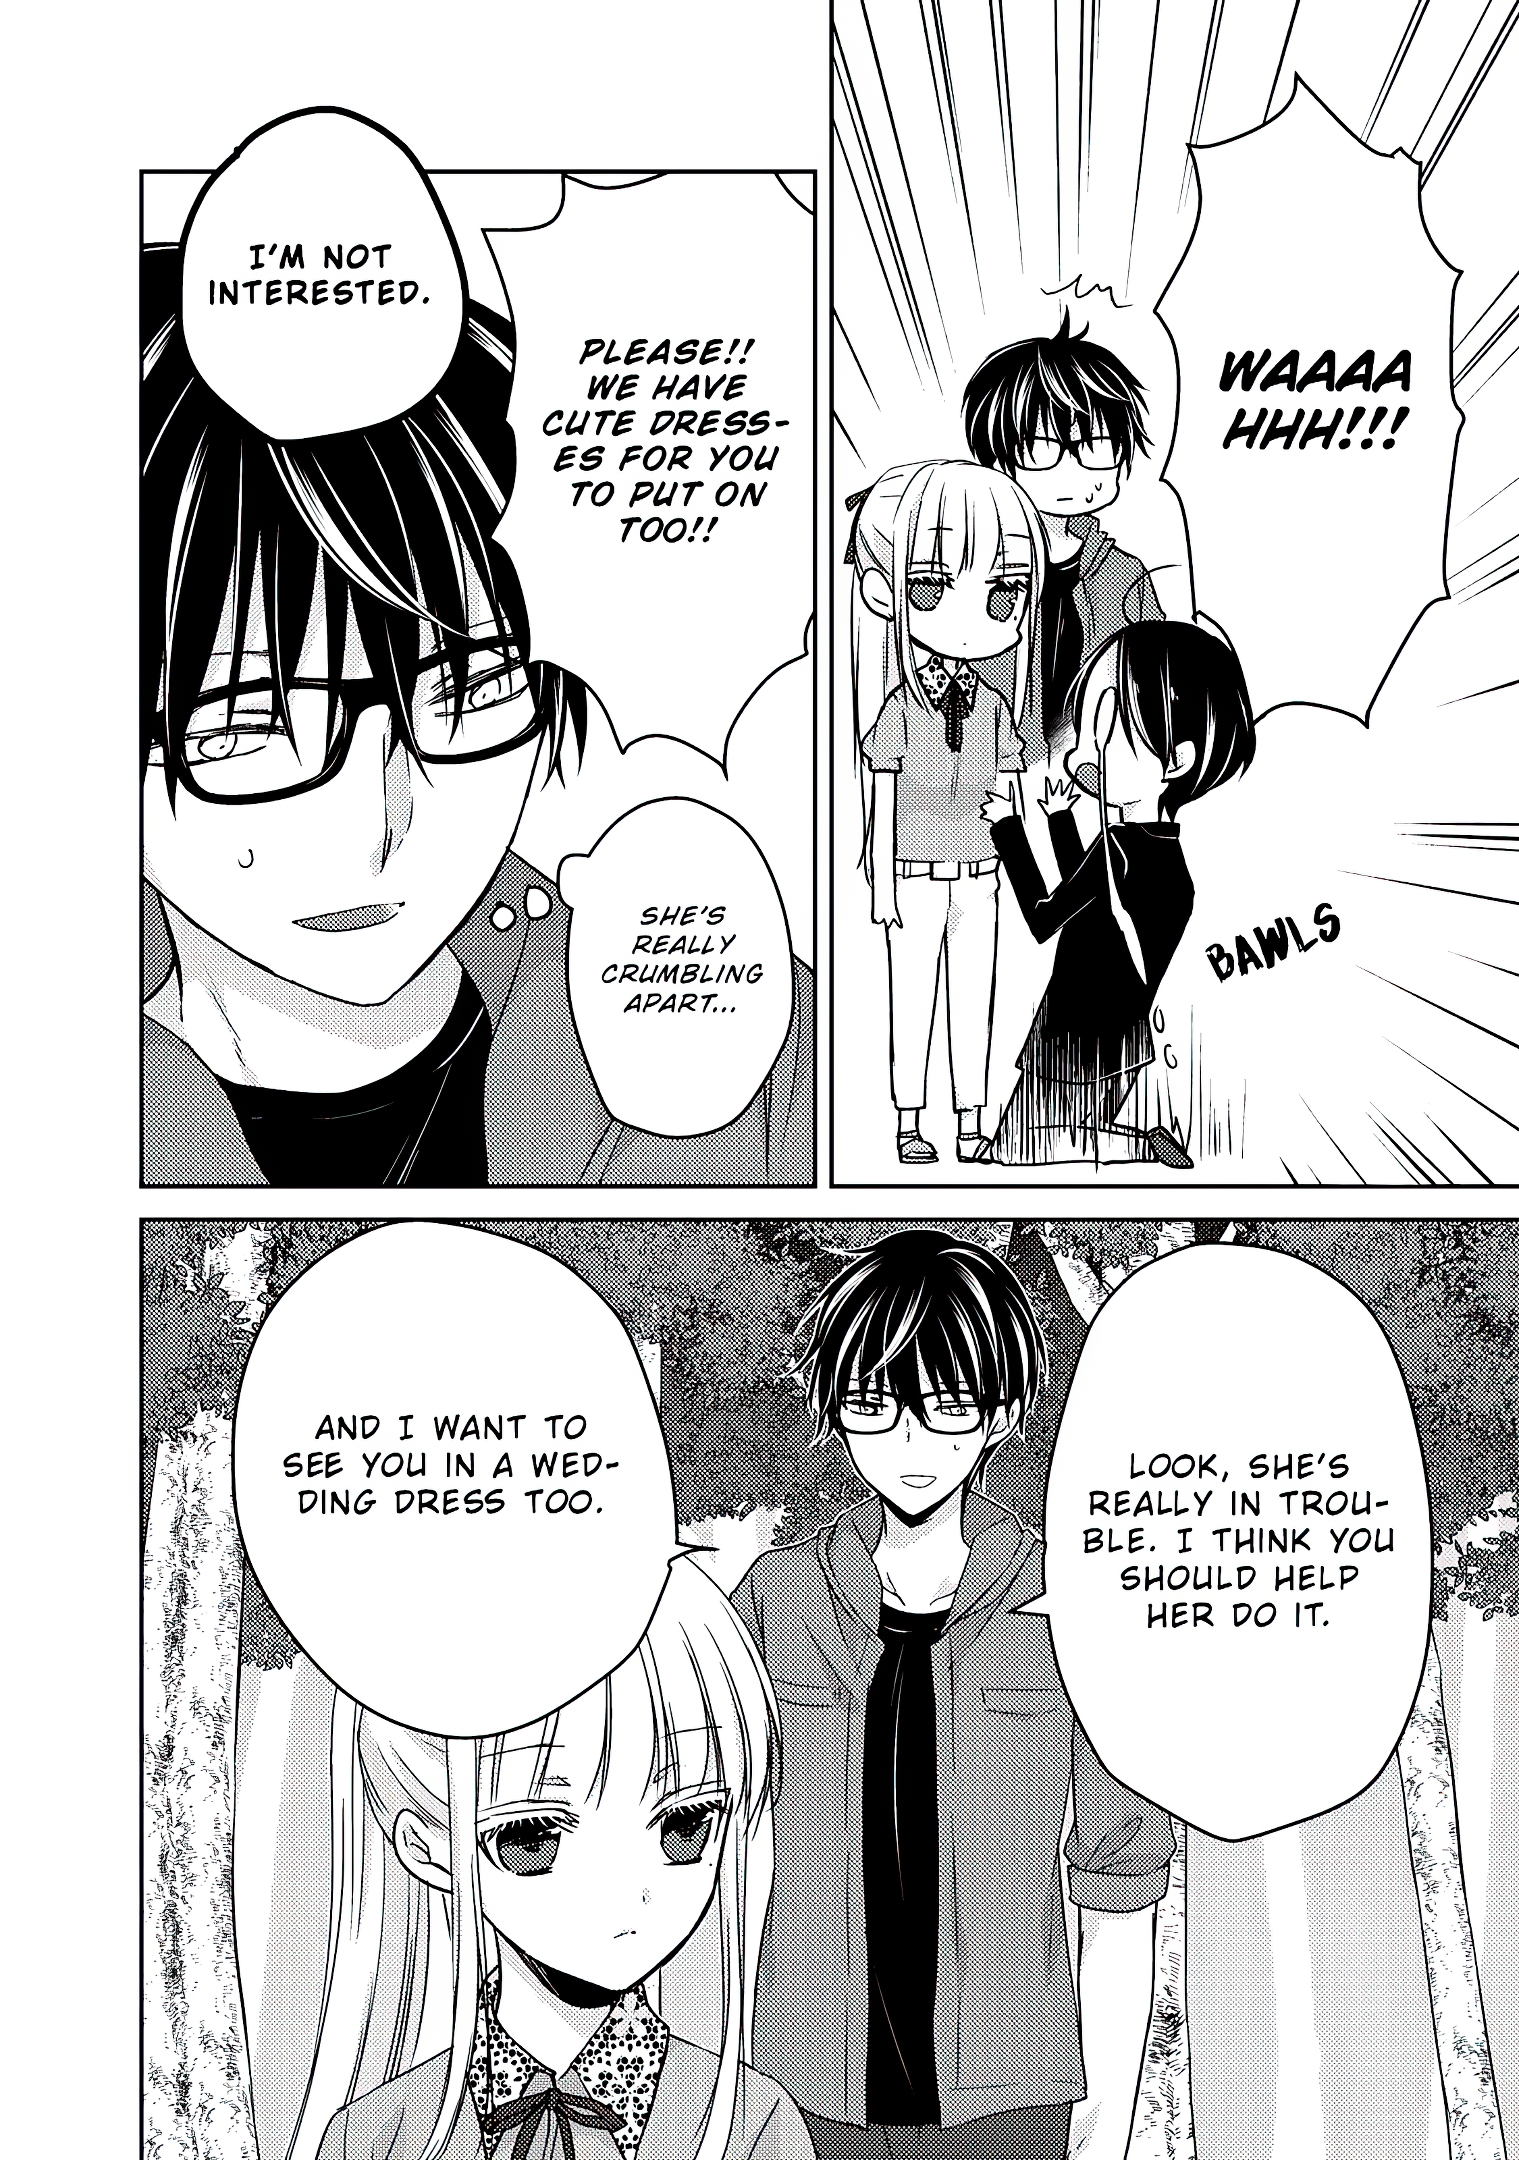 WAAAA
HHH!!!
BAWLS
PLEASE!!
WE HAVE
CUTE DRESS-
ES FOR YOU
TO PUT ON
TOO!!
I'M NOT
INTERESTED.
SHE'S
REALLY
CRUMBLING
APART...
LOOK, SHE'S
REALLY IN TROU-
BLE. I THINK YOU
SHOULD HELP
HER DO IT.
AND I WANT TO
SEE YOU IN A WED-
DING DRESS TOO.